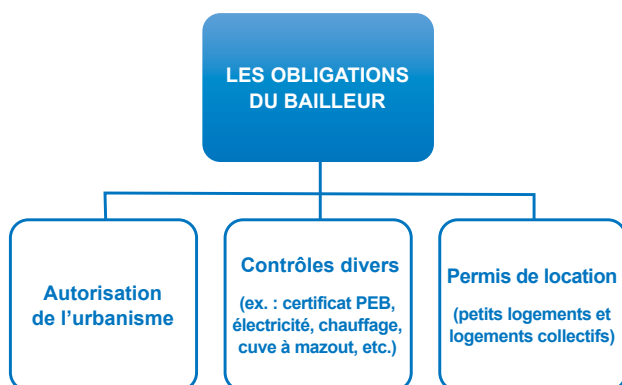 LES OBLIGATIONS
DU BAILLEUR
Autorisation
de l’urbanisme
Contrôles divers
(ex. : certificat PEB,
électricité, chauffage,
cuve à mazout, etc.)
Permis de location
(petits logements et
logements collectifs)